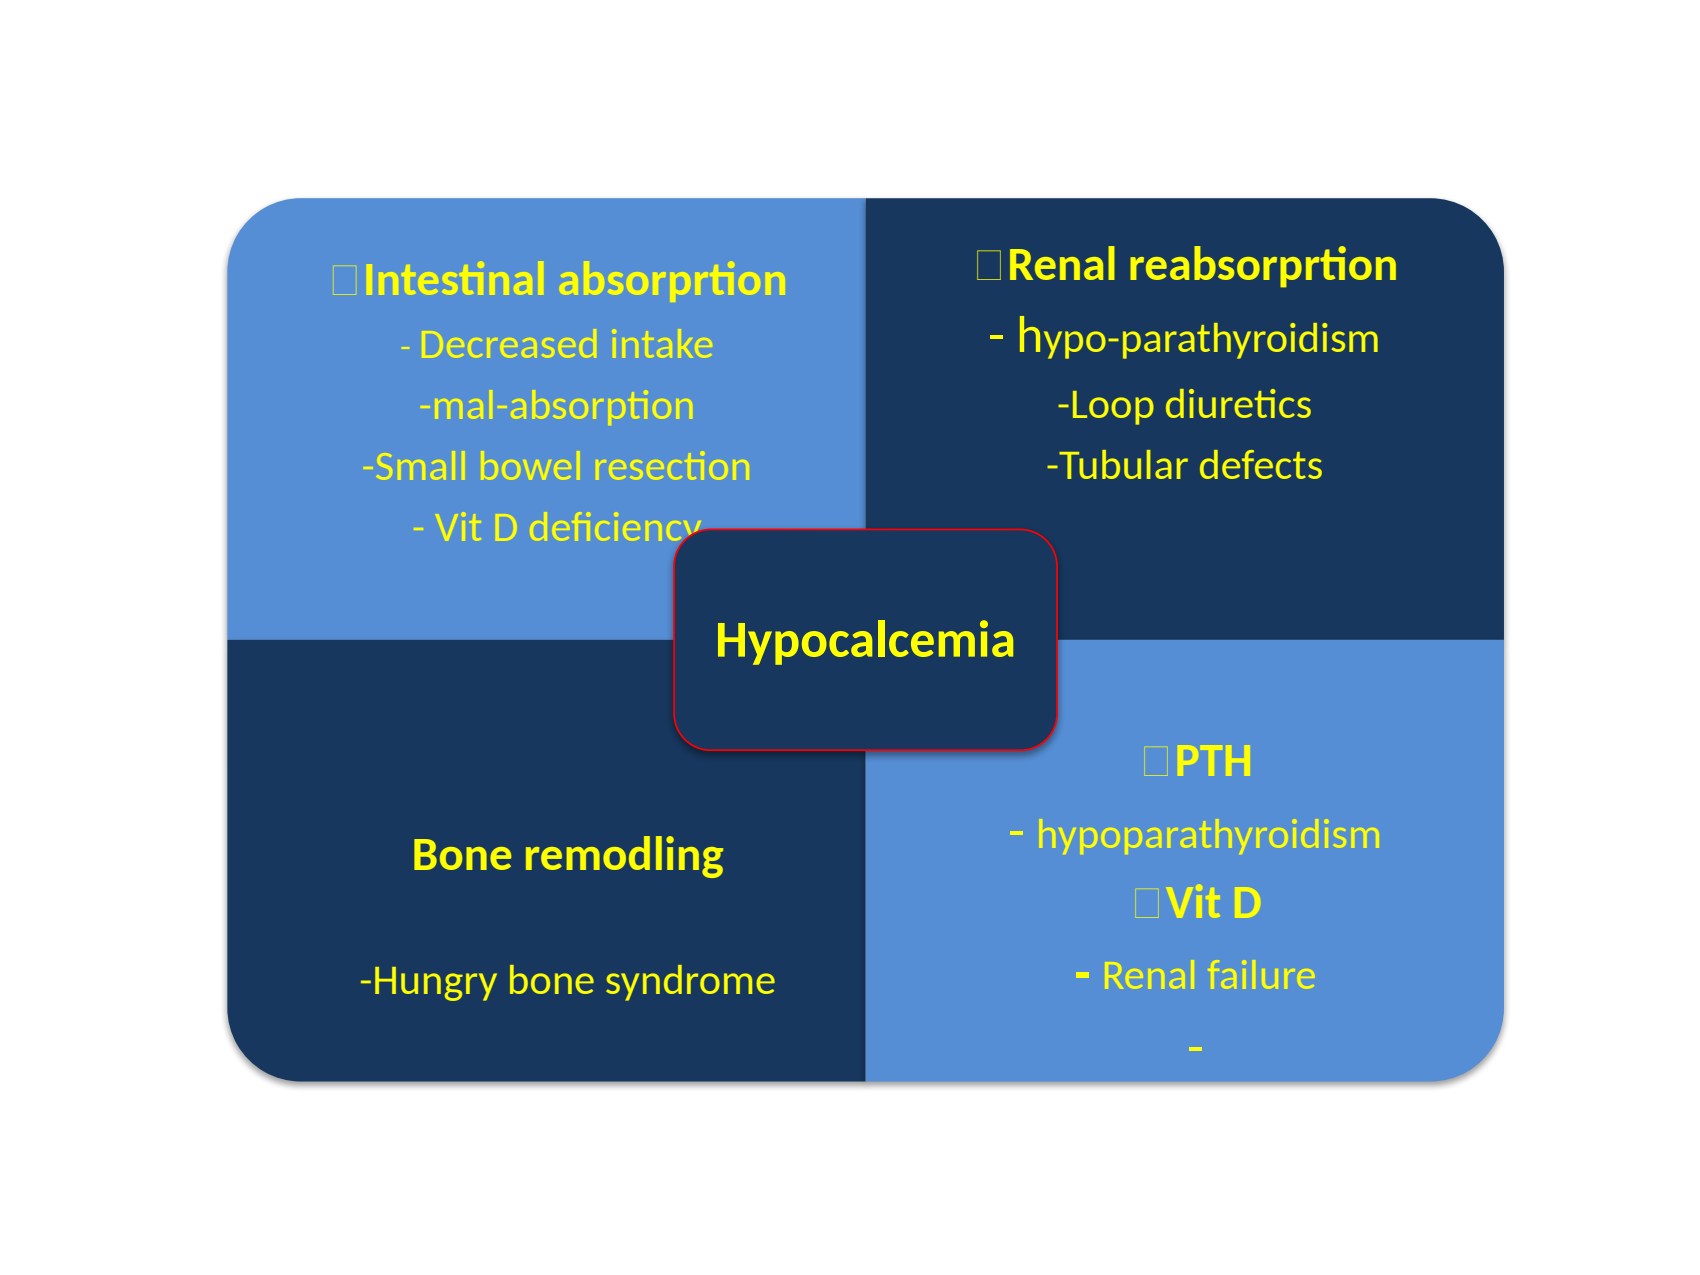 Intestinal absorprtion
- Decreased intake
-mal-absorption
-Small bowel resection
- Vit D deficiency
Renal reabsorprtion
- hypo-parathyroidism
-Loop diuretics
-Tubular defects
Hypocalcemia
Bone remodling
-Hungry bone syndrome
PTH
- hypoparathyroidism
Vit D
- Renal failure
-